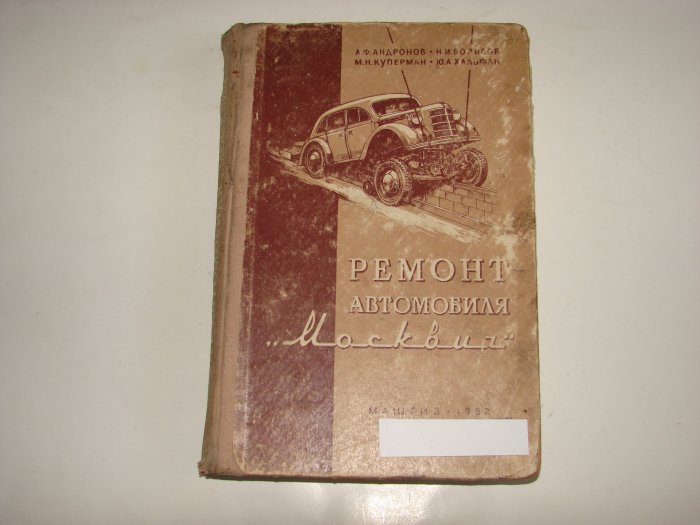 А.Ф.АНДРОНОВ · Н.И.БОРИСОВ
М.Н.КУПЕРМАН · Ю.А.ХАЛЬФАН
РЕМОНТ
АВТОМОБИЛЯ
„Москвич"
МАШГИЗ · 1952